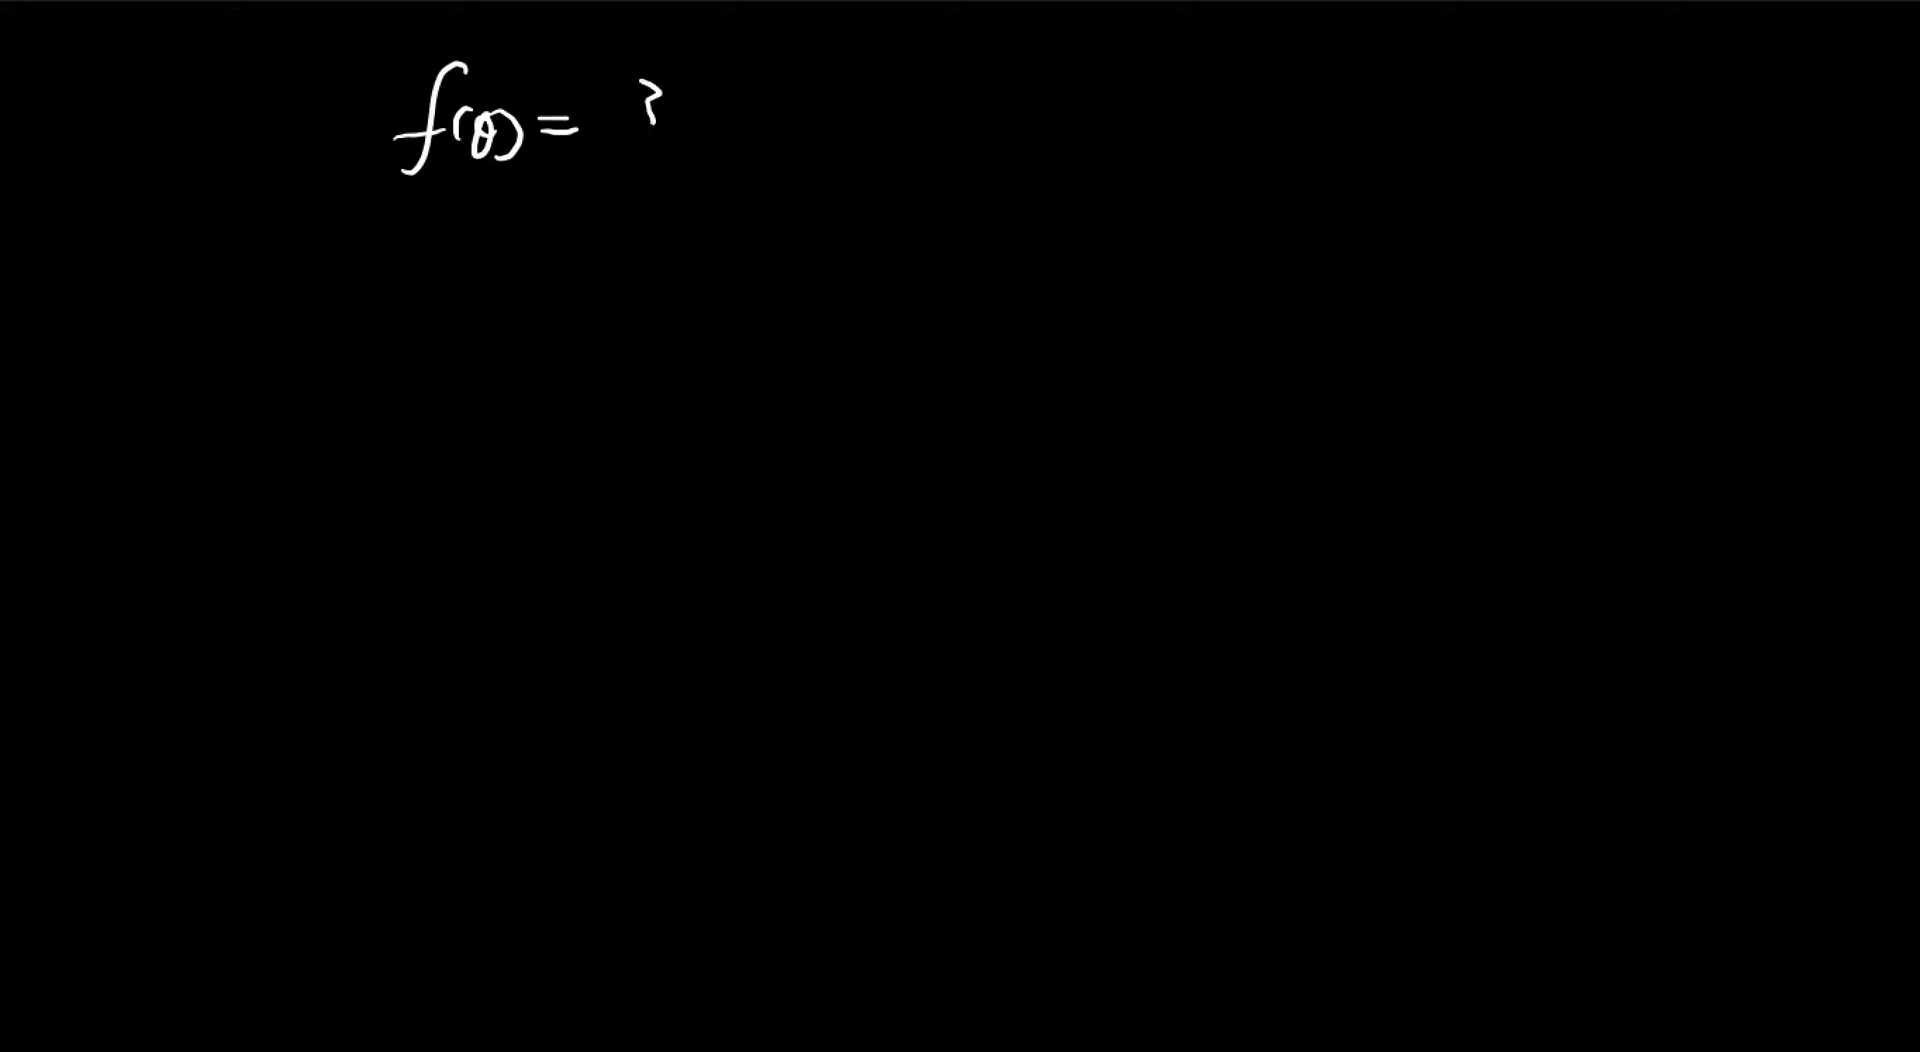 f(θ) = ?